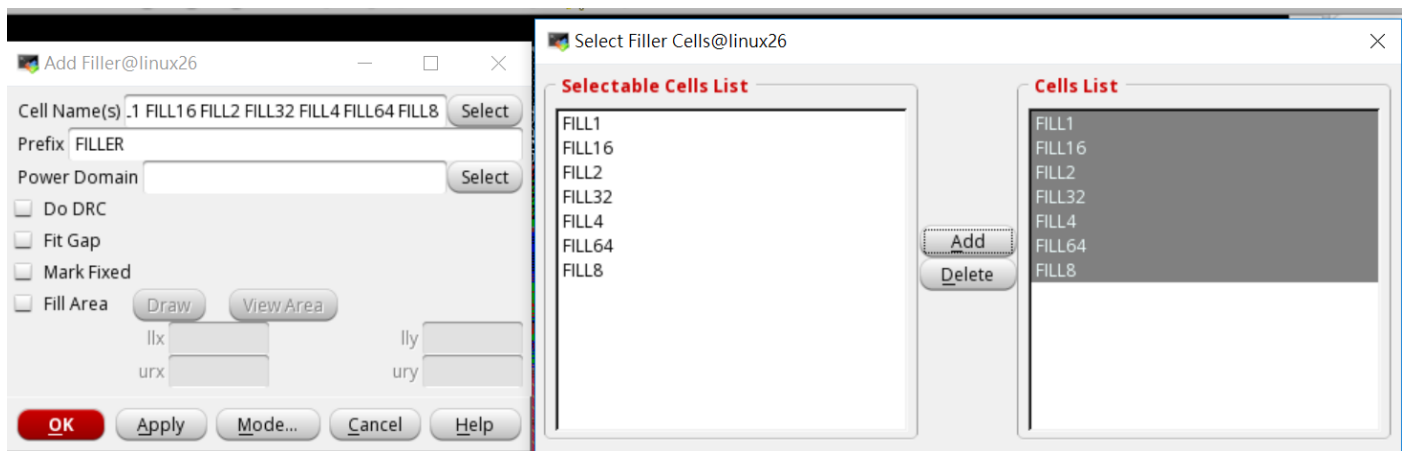 Add Filler@linux26
Cell Name(s) .1 FILL16 FILL2 FILL32 FILL4 FILL64 FILL8 Select
Prefix FILLER
Power Domain Select
Do DRC
Fit Gap
Mark Fixed
Fill Area Draw View Area
llx lly
urx ury
OK Apply Mode... Cancel Help
Select Filler Cells@linux26
Selectable Cells List
FILL1
FILL16
FILL2
FILL32
FILL4
FILL64
FILL8
Add
Delete
Cells List
FILL1
FILL16
FILL2
FILL32
FILL4
FILL64
FILL8